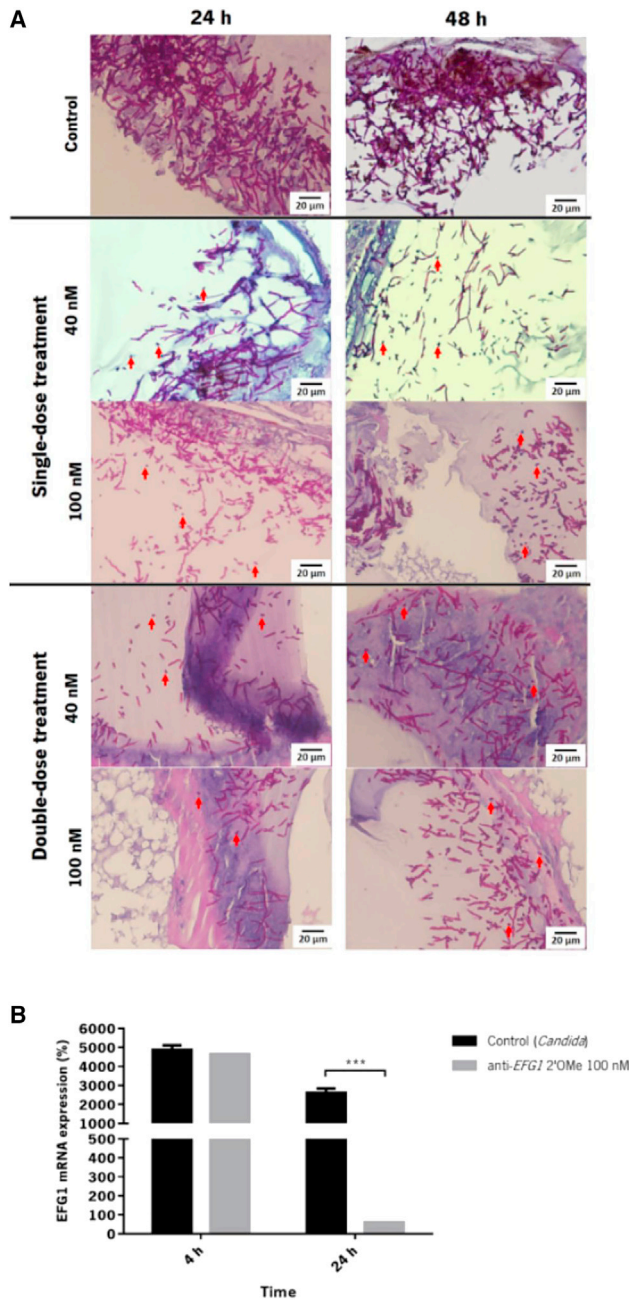 A
24 h
48 h
Control
20 µm
20 µm
Single-dose treatment
40 nM
20 µm
20 µm
100 nM
20 µm
20 µm
Double-dose treatment
40 nM
20 µm
20 µm
100 nM
20 µm
20 µm
B
EFG1 mRNA expression (%)
6000
5000
4000
3000
2000
1000
500
400
300
200
100
0
***
4 h
24 h
Time
Control (Candida)
anti-EFG1 2'OMe 100 nM